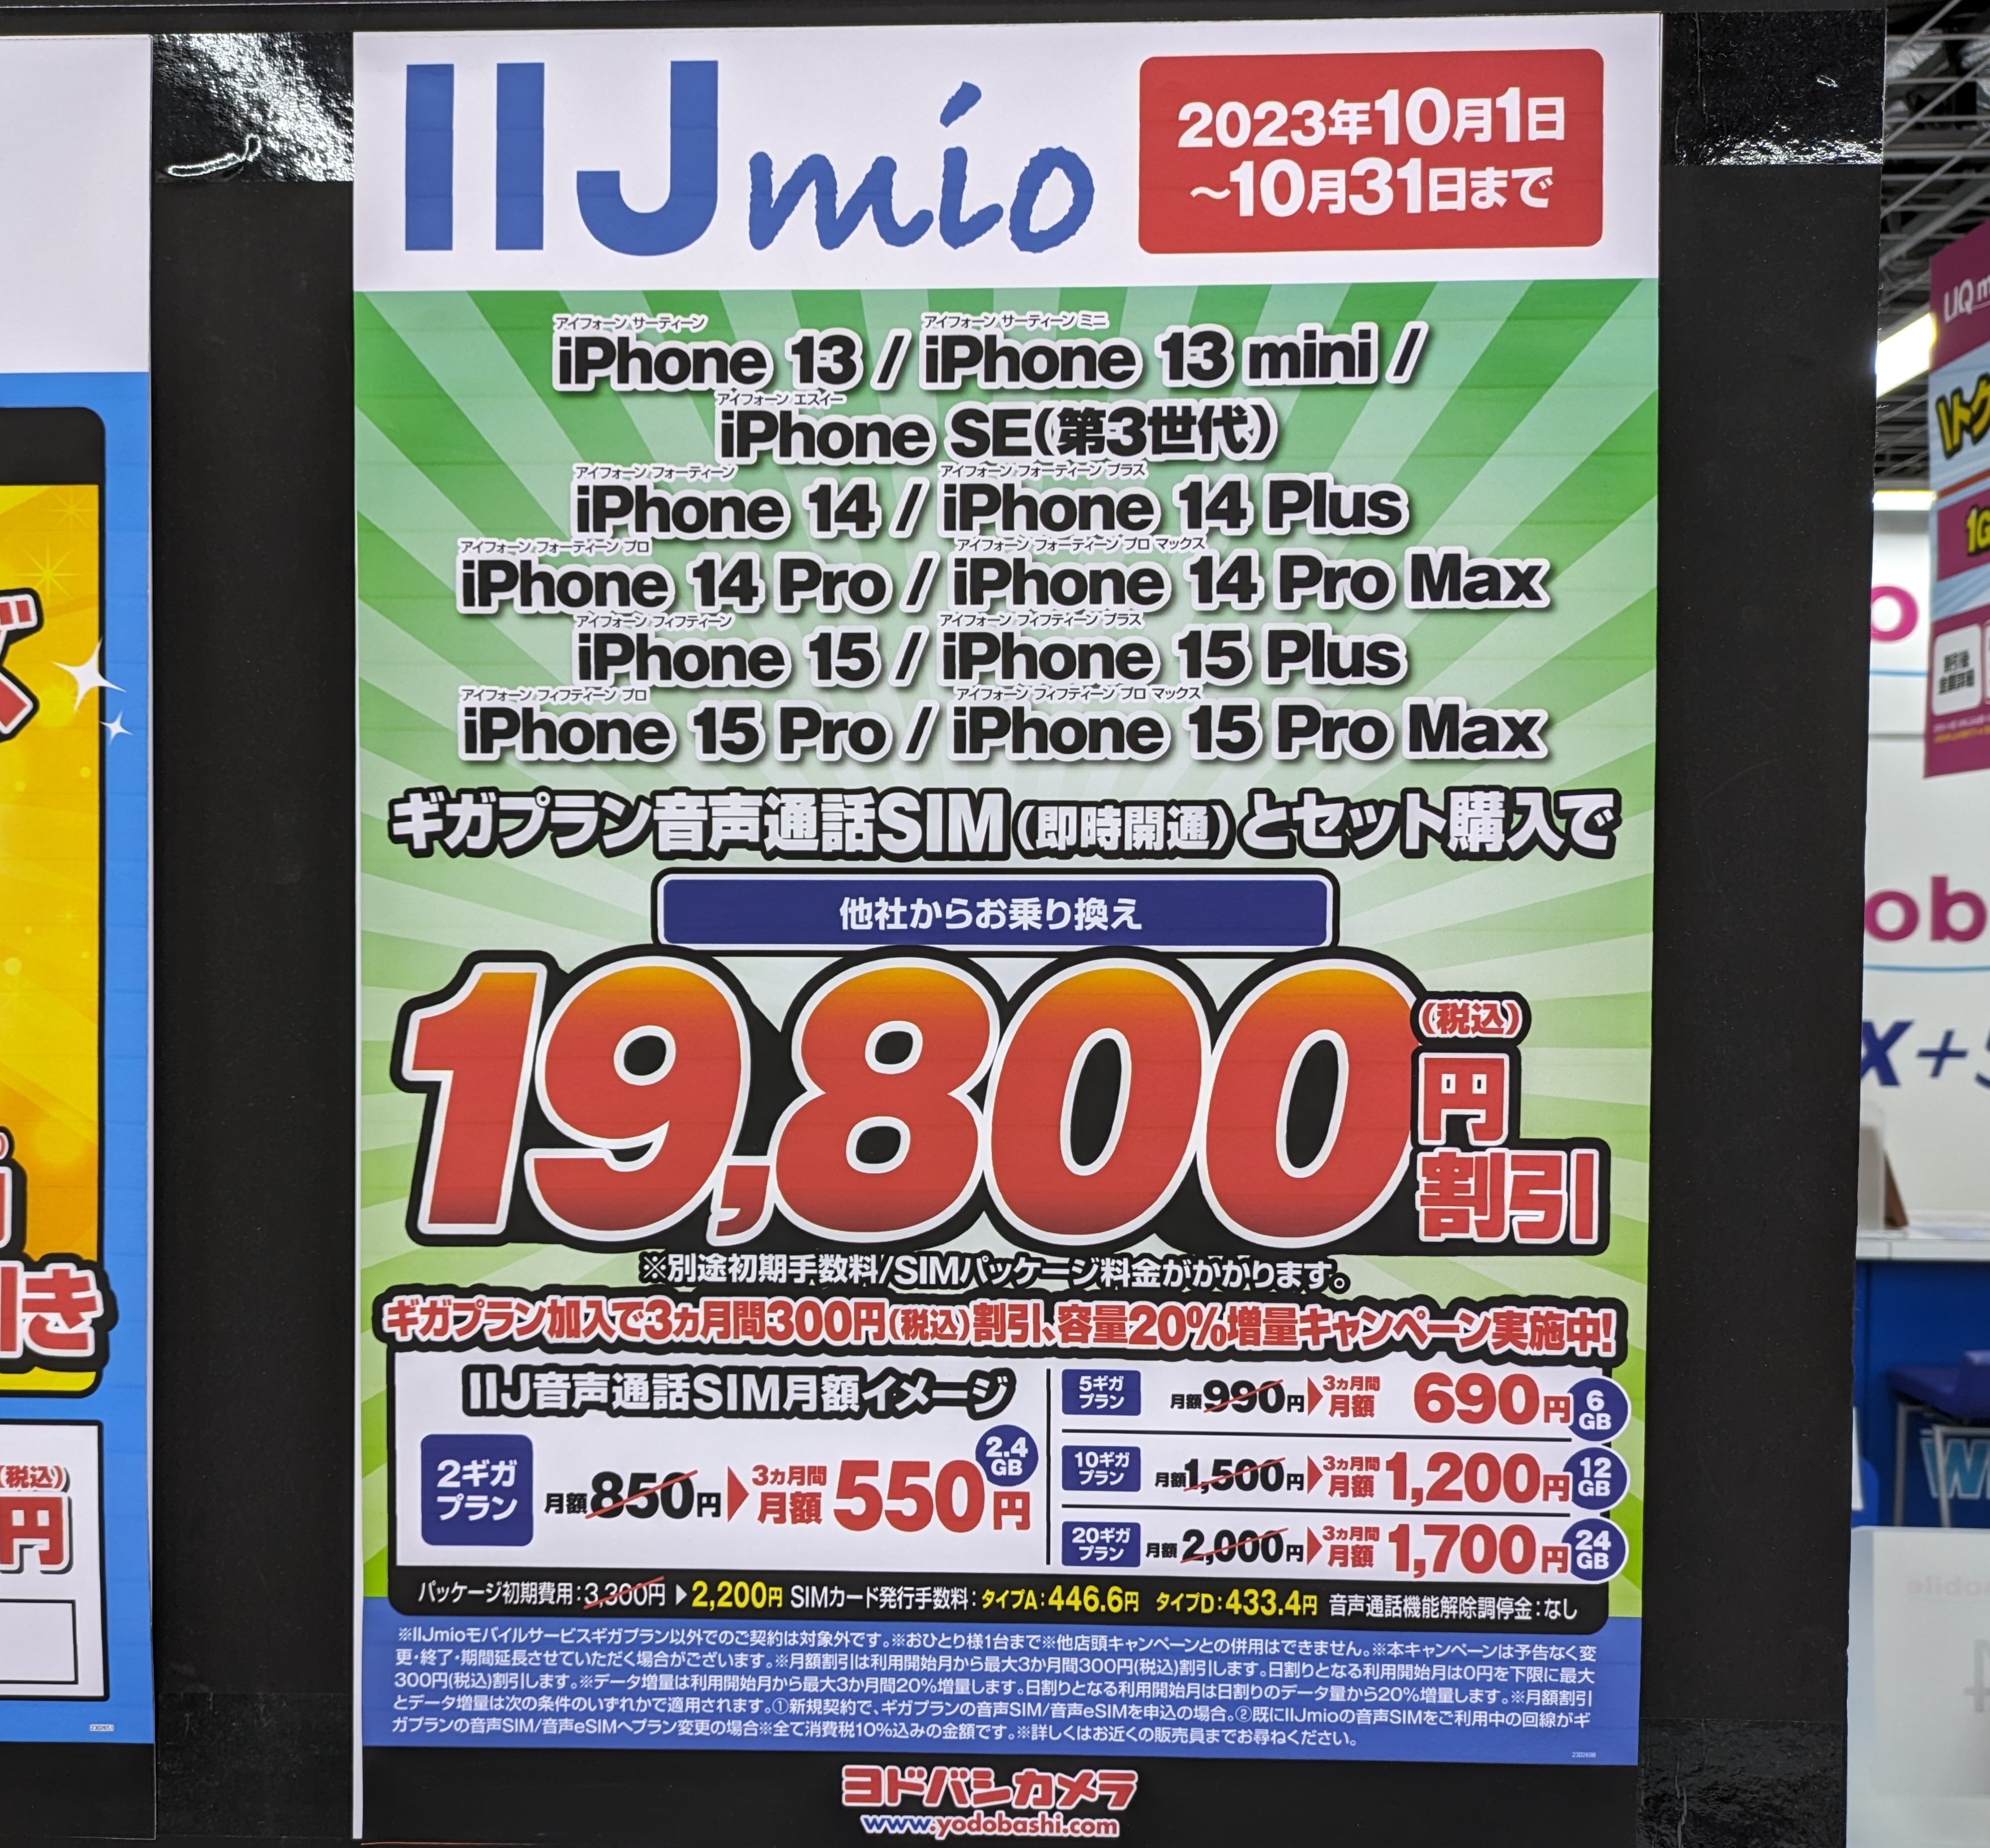 IIJmio
2023年10月1日
～10月31日まで
アイフォーン サーティーン アイフォーン サーティーン ミニ
iPhone 13 / iPhone 13 mini /
アイフォーン エスイー
iPhone SE(第3世代)
アイフォーン フォーティーン アイフォーン フォーティーン プラス
iPhone 14 / iPhone 14 Plus
アイフォーン フォーティーン プロ アイフォーン フォーティーン プロ マックス
iPhone 14 Pro / iPhone 14 Pro Max
アイフォーン フィフティーン アイフォーン フィフティーン プラス
iPhone 15 / iPhone 15 Plus
アイフォーン フィフティーン プロ アイフォーン フィフティーン プロ マックス
iPhone 15 Pro / iPhone 15 Pro Max
ギガプラン音声通話SIM(即時開通)とセット購入で
他社からお乗り換え
19,800円(税込)割引
※別途初期手数料/SIMパッケージ料金がかかります。
ギガプラン加入で3ヵ月間300円(税込)割引、容量20%増量キャンペーン実施中!
IIJ音声通話SIM月額イメージ
2ギガプラン 月額850円▶3ヵ月間月額550円 2.4GB
5ギガプラン 月額990円▶3ヵ月間月額690円 6GB
10ギガプラン 月額1,500円▶3ヵ月間月額1,200円 12GB
20ギガプラン 月額2,000円▶3ヵ月間月額1,700円 24GB
パッケージ初期費用:3,300円▶2,200円 SIMカード発行手数料:タイプA:446.6円 タイプD:433.4円 音声通話機能解除調停金:なし
※IIJmioモバイルサービスギガプラン以外でのご契約は対象外です。※おひとり様1台まで※他店頭キャンペーンとの併用はできません。※本キャンペーンは予告なく変
更・終了・期間延長させていただく場合がございます。※月額割引は利用開始月から最大3か月間300円(税込)割引します。日割りとなる利用開始月は0円を下限に最大
300円(税込)割引します。※データ増量は利用開始月から最大3か月間20%増量します。日割りとなる利用開始月は日割りのデータ量から20%増量します。※月額割引
とデータ増量は次の条件のいずれかで適用されます。①新規契約で、ギガプランの音声SIM/音声eSIMを申込の場合。②既にIIJmioの音声SIMをご利用中の回線がギ
ガプランの音声SIM/音声eSIMへプラン変更の場合※全て消費税10%込みの金額です。※詳しくはお近くの販売員までお尋ねください。
2302698
ヨドバシカメラ
www.yodobashi.com
ズ
引き
(税込)
円
UQ m
1G
o
ob
x+5
W